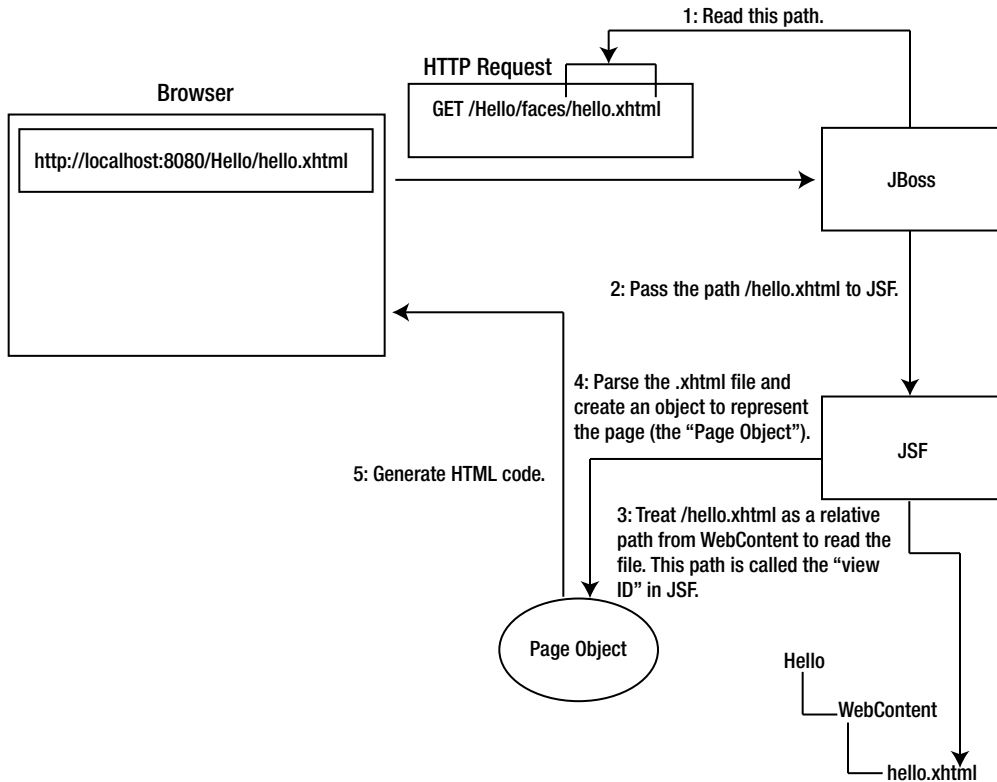 1: Read this path.
HTTP Request
GET /Hello/faces/hello.xhtml
Browser
http://localhost:8080/Hello/hello.xhtml
JBoss
2: Pass the path /hello.xhtml to JSF.
4: Parse the .xhtml file and
create an object to represent
the page (the “Page Object”).
JSF
5: Generate HTML code.
3: Treat /hello.xhtml as a relative
path from WebContent to read the
file. This path is called the “view
ID” in JSF.
Page Object
Hello
WebContent
hello.xhtml